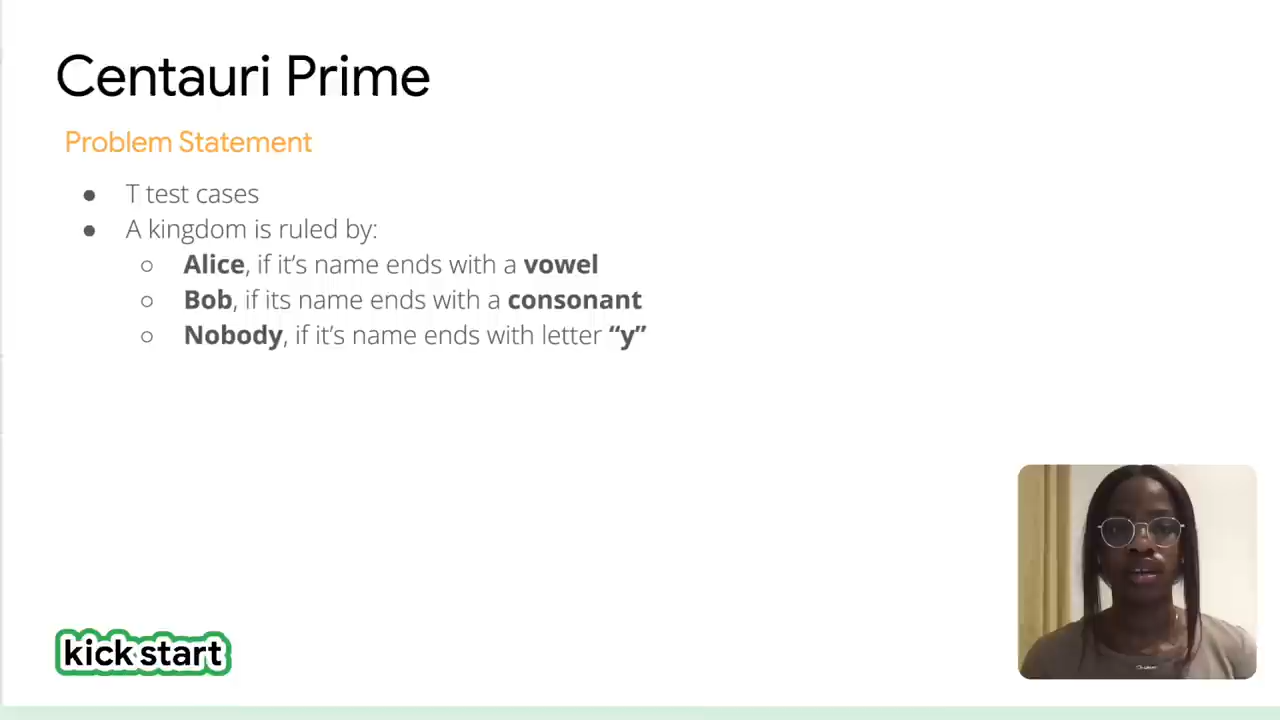 Centauri Prime
Problem Statement
● T test cases
● A kingdom is ruled by:
○ Alice, if it’s name ends with a vowel
○ Bob, if its name ends with a consonant
○ Nobody, if it’s name ends with letter “y”
kick start